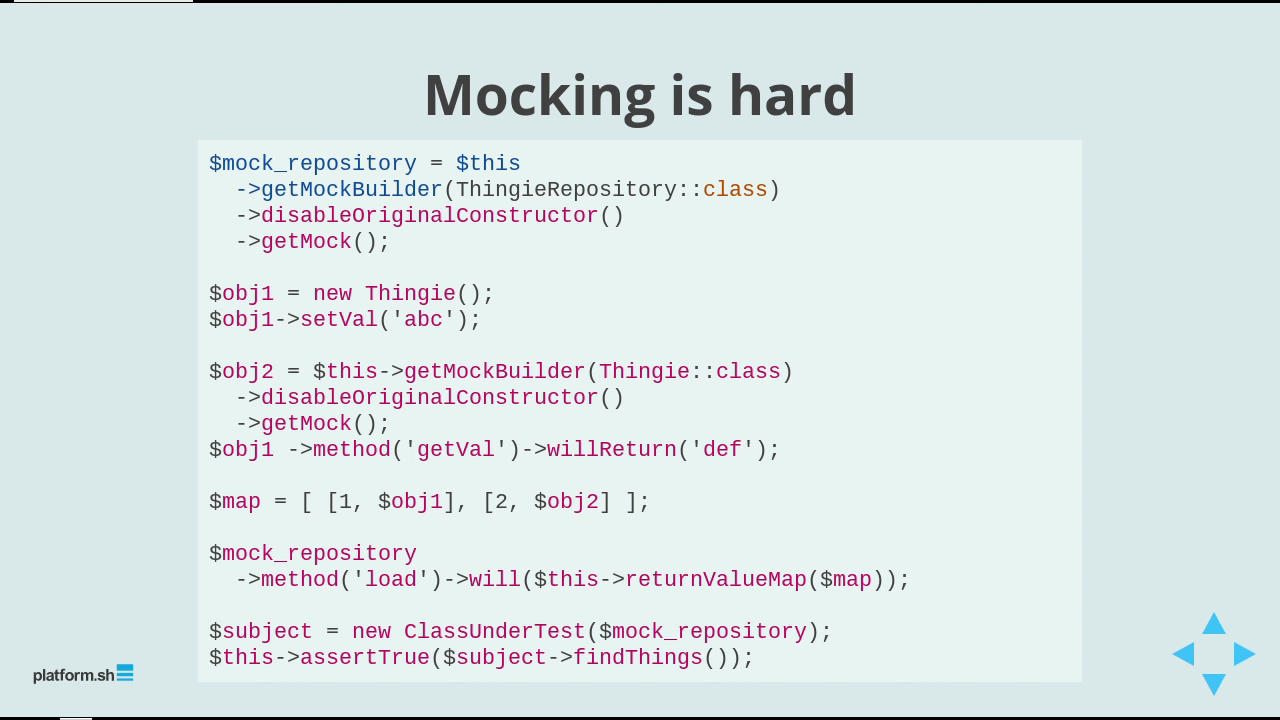 Mocking is hard
$mock_repository = $this
  ->getMockBuilder(ThingieRepository::class)
  ->disableOriginalConstructor()
  ->getMock();
$obj1 = new Thingie();
$obj1->setVal('abc');
$obj2 = $this->getMockBuilder(Thingie::class)
  ->disableOriginalConstructor()
  ->getMock();
$obj1 ->method('getVal')->willReturn('def');
$map = [ [1, $obj1], [2, $obj2] ];
$mock_repository
  ->method('load')->will($this->returnValueMap($map));
$subject = new ClassUnderTest($mock_repository);
$this->assertTrue($subject->findThings());
platform.sh